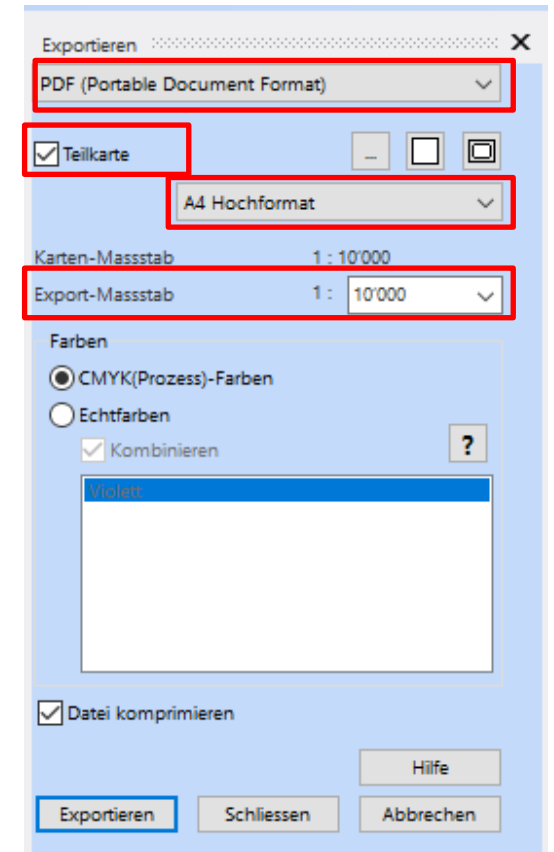 Exportieren
PDF (Portable Document Format)
Teilkarte
...
A4 Hochformat
Karten-Massstab 1 : 10'000
Export-Massstab 1 : 10'000
Farben
CMYK(Prozess)-Farben
Echtfarben
Kombinieren
?
Violett
Datei komprimieren
Hilfe
Exportieren Schliessen Abbrechen